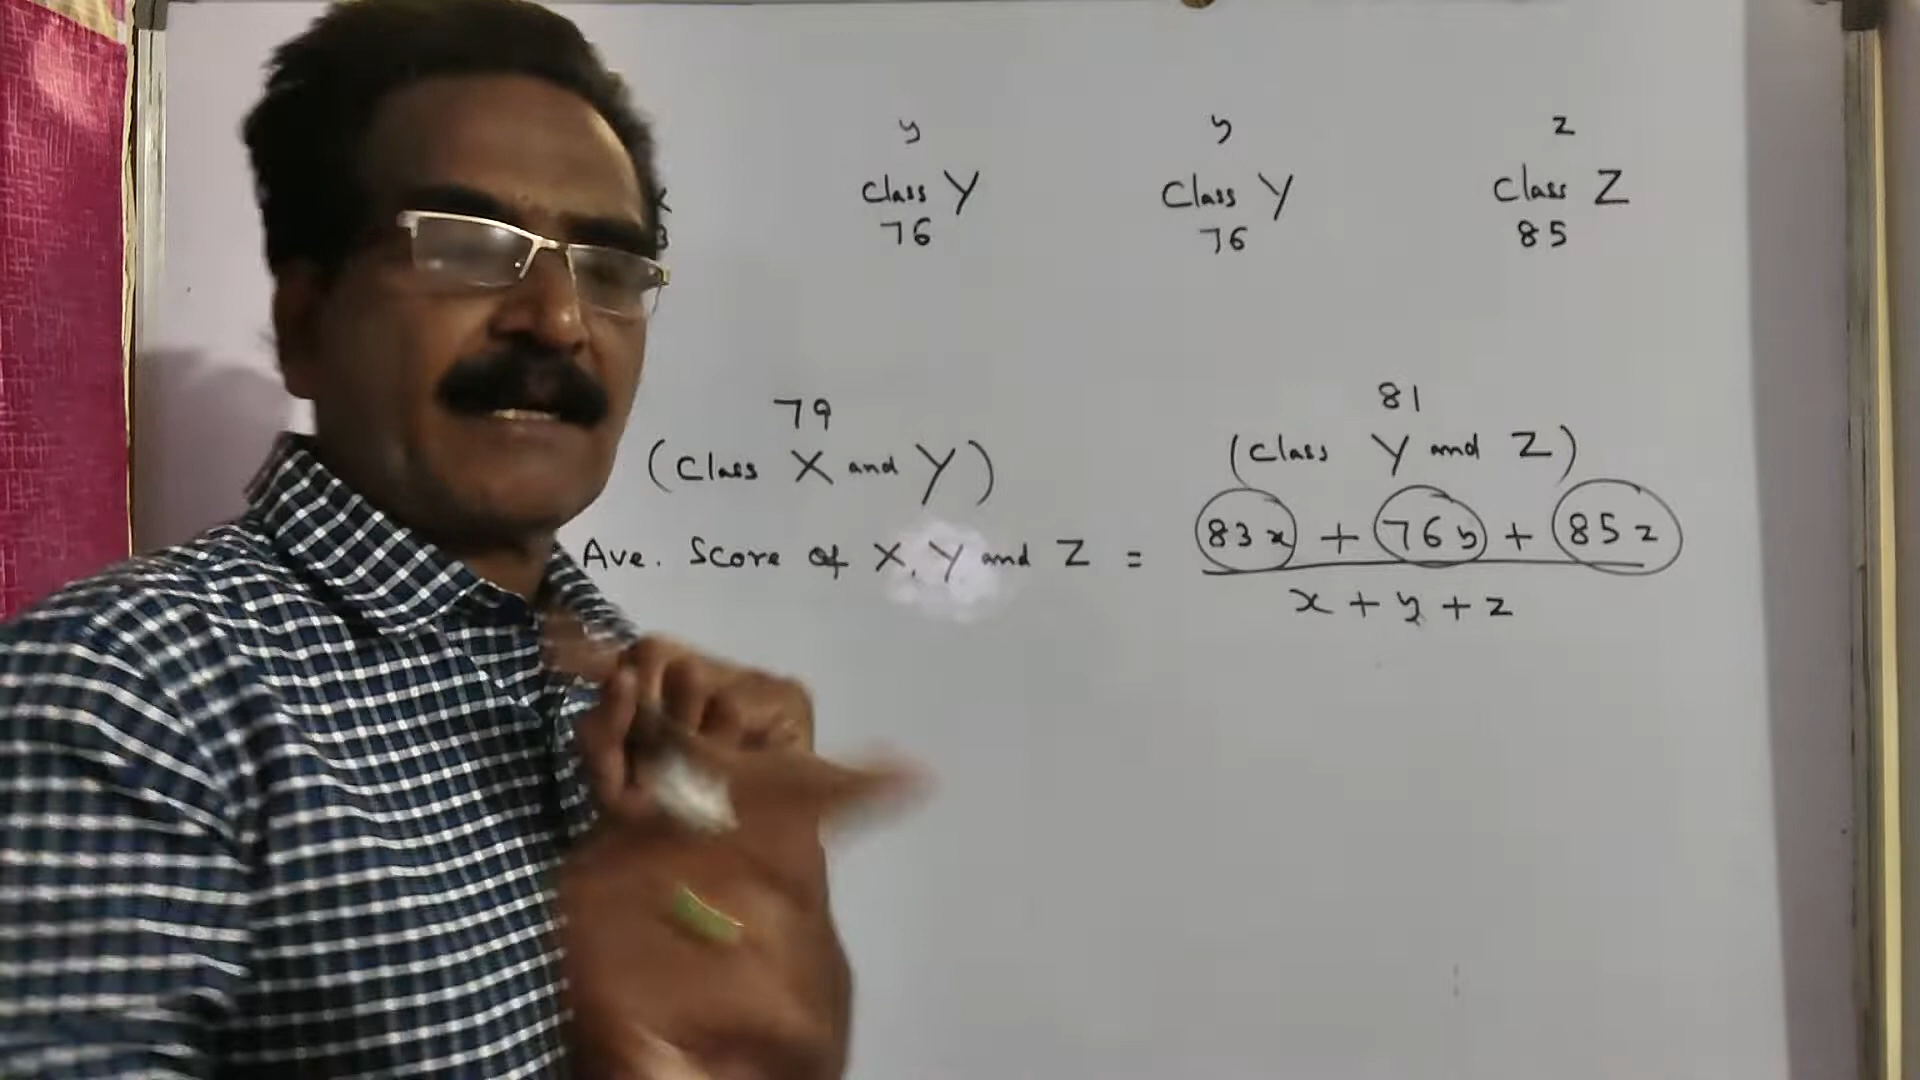 y y z
Class Y Class Y Class Z
76 76 85
79 81
(Class X and Y) (Class Y and Z)
Ave. Score of X, Y and Z = 83x + 76y + 85z
x + y + z